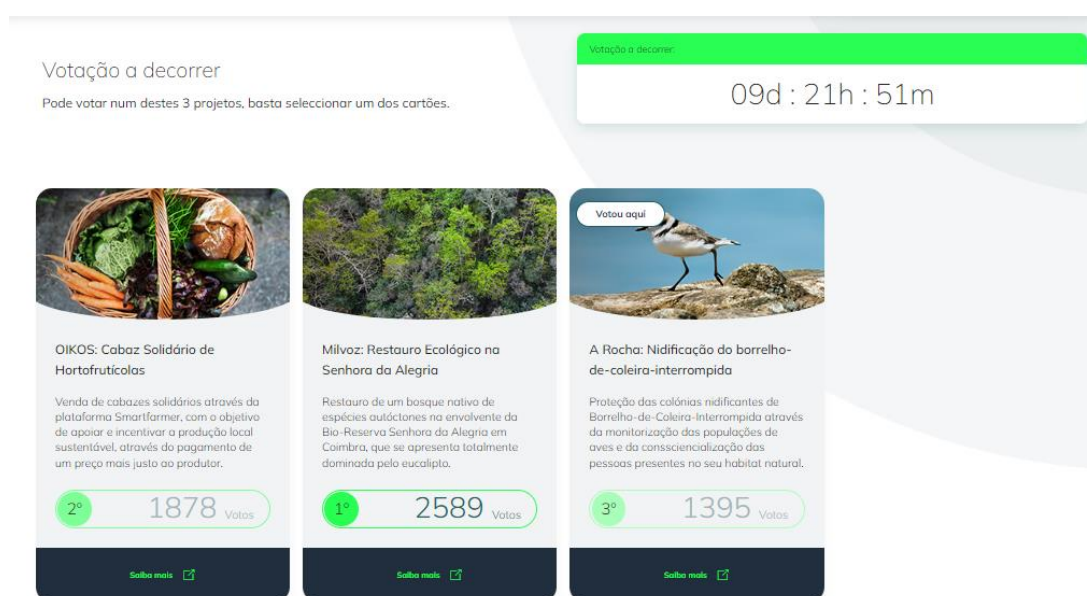 Votação a decorrer:
09d : 21h : 51m
Votação a decorrer
Pode votar num destes 3 projetos, basta seleccionar um dos cartões.
OIKOS: Cabaz Solidário de
Hortofrutícolas
Venda de cabazes solidários através da
plataforma Smartfarmer, com o objetivo
de apoiar e incentivar a produção local
sustentável, através do pagamento de
um preço mais justo ao produtor.
2º 1878 Votos
Saiba mais
Milvoz: Restauro Ecológico na
Senhora da Alegria
Restauro de um bosque nativo de
espécies autóctones na envolvente da
Bio-Reserva Senhora da Alegria em
Coimbra, que se apresenta totalmente
dominada pelo eucalipto.
1º 2589 Votos
Saiba mais
Votou aqui
A Rocha: Nidificação do borrelho-
de-coleira-interrompida
Proteção das colónias nidificantes de
Borrelho-de-Coleira-Interrompida através
da monitorização das populações de
aves e da conssciencialização das
pessoas presentes no seu habitat natural.
3º 1395 Votos
Saiba mais